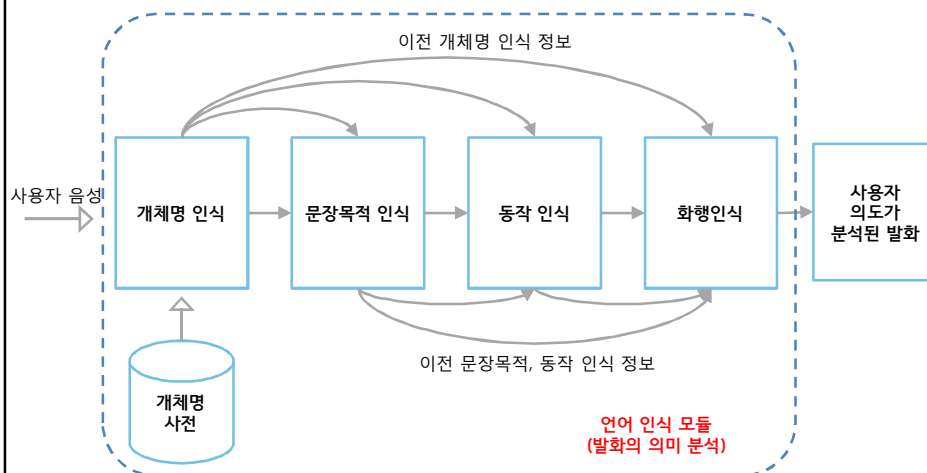 이전 개체명 인식 정보
사용자 음성
개체명 인식
문장목적 인식
동작 인식
화행인식
사용자
의도가
분석된 발화
이전 문장목적, 동작 인식 정보
개체명
사전
언어 인식 모듈
(발화의 의미 분석)